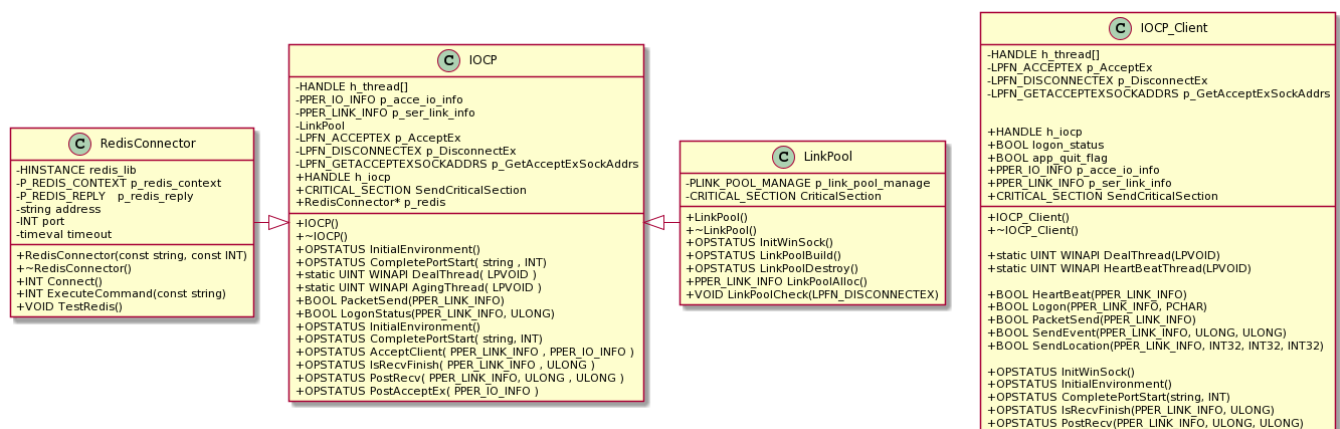 C RedisConnector
-HINSTANCE redis_lib
-P_REDIS_CONTEXT p_redis_context
-P_REDIS_REPLY p_redis_reply
-string address
-INT port
-timeval timeout
+RedisConnector(const string, const INT)
+~RedisConnector()
+INT Connect()
+INT ExecuteCommand(const string)
+VOID TestRedis()
C IOCP
-HANDLE h_thread[]
-PPER_IO_INFO p_acce_io_info
-PPER_LINK_INFO p_ser_link_info
-LinkPool
-LPFN_ACCEPTEX p_AcceptEx
-LPFN_DISCONNECTEX p_DisconnectEx
-LPFN_GETACCEPTEXSOCKADDRS p_GetAcceptExSockAddrs
+HANDLE h_iocp
+CRITICAL_SECTION SendCriticalSection
+RedisConnector* p_redis
+IOCP()
+~IOCP()
+OPSTATUS InitialEnvironment()
+OPSTATUS CompletePortStart( string , INT)
+static UINT WINAPI DealThread( LPVOID )
+static UINT WINAPI AgingThread( LPVOID )
+BOOL PacketSend(PPER_LINK_INFO)
+BOOL LogonStatus(PPER_LINK_INFO, ULONG)
+OPSTATUS InitialEnvironment()
+OPSTATUS CompletePortStart( string, INT)
+OPSTATUS AcceptClient( PPER_LINK_INFO , PPER_IO_INFO )
+OPSTATUS IsRecvFinish( PPER_LINK_INFO , ULONG )
+OPSTATUS PostRecv( PPER_LINK_INFO, ULONG , ULONG )
+OPSTATUS PostAcceptEx( PPER_IO_INFO )
C LinkPool
-PLINK_POOL_MANAGE p_link_pool_manage
-CRITICAL_SECTION CriticalSection
+LinkPool()
+~LinkPool()
+OPSTATUS InitWinSock()
+OPSTATUS LinkPoolBuild()
+OPSTATUS LinkPoolDestroy()
+PPER_LINK_INFO LinkPoolAlloc()
+VOID LinkPoolCheck(LPFN_DISCONNECTEX)
C IOCP_Client
-HANDLE h_thread[]
-LPFN_ACCEPTEX p_AcceptEx
-LPFN_DISCONNECTEX p_DisconnectEx
-LPFN_GETACCEPTEXSOCKADDRS p_GetAcceptExSockAddrs
+HANDLE h_iocp
+BOOL logon_status
+BOOL app_quit_flag
+PPER_IO_INFO p_acce_io_info
+PPER_LINK_INFO p_ser_link_info
+CRITICAL_SECTION SendCriticalSection
+IOCP_Client()
+~IOCP_Client()
+static UINT WINAPI DealThread(LPVOID)
+static UINT WINAPI HeartBeatThread(LPVOID)
+BOOL HeartBeat(PPER_LINK_INFO)
+BOOL Logon(PPER_LINK_INFO, PCHAR)
+BOOL PacketSend(PPER_LINK_INFO)
+BOOL SendEvent(PPER_LINK_INFO, ULONG, ULONG)
+BOOL SendLocation(PPER_LINK_INFO, INT32, INT32, INT32)
+OPSTATUS InitWinSock()
+OPSTATUS InitialEnvironment()
+OPSTATUS CompletePortStart(string, INT)
+OPSTATUS IsRecvFinish(PPER_LINK_INFO, ULONG)
+OPSTATUS PostRecv(PPER_LINK_INFO, ULONG, ULONG)